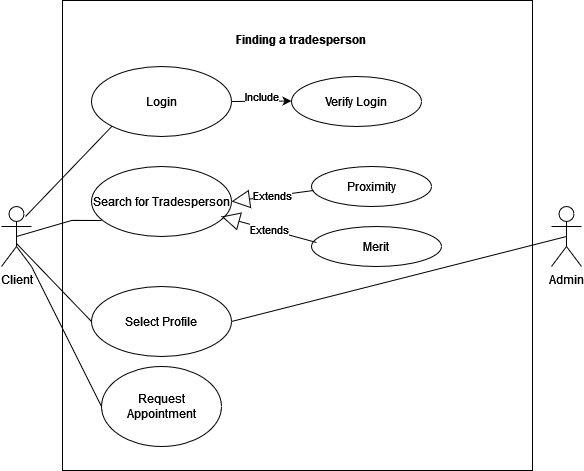 Finding a tradesperson
Login
Include
Verify Login
Search for Tradesperson
Extends
Proximity
Extends
Merit
Client
Admin
Select Profile
Request
Appointment